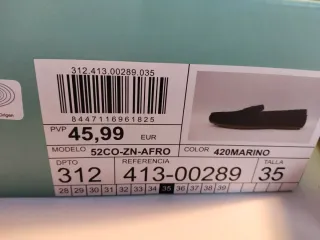 312.413.00289.035
8447116961825
PVP 45,99 EUR
MODELO 52CO-ZN-AFRO COLOR 420MARINO
DPTO REFERENCIA TALLA
312 413-00289 35
28 29 30 31 32 33 34 35 36 37 38 39